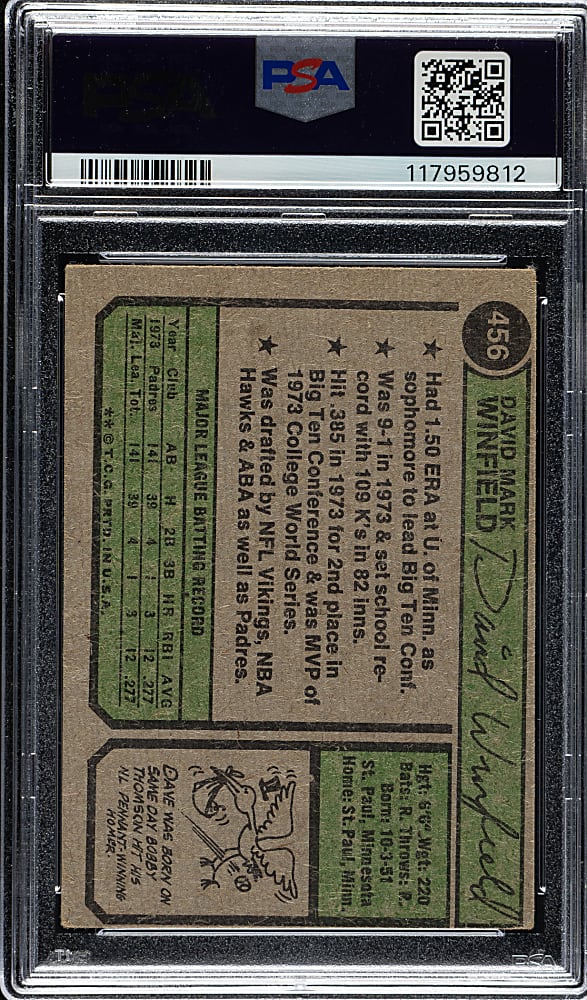 PSA
117959812
456
DAVID MARK
WINFIELD
David Winfield
★ Had 1.50 ERA at U. of Minn. as
sophomore to lead Big Ten Conf.
★ Was 9-1 in 1973 & set school re-
cord with 109 K's in 82 inns.
★ Hit .385 in 1973 for 2nd place in
Big Ten Conference & was MVP of
1973 College World Series.
★ Was drafted by NFL Vikings, NBA
Hawks & ABA as well as Padres.
MAJOR LEAGUE BATTING RECORD
Year Club AB H 2B 3B HR RBI AVG
1973 Padres 141 39 4 1 3 12 .277
Maj. Lea. Tot. 141 39 4 1 3 12 .277
**©T.C.G. PRTD. IN U.S.A.
Hgt: 6'6" Wgt: 220
Bats: R. Throws: R.
Born: 10-3-51
St. Paul, Minnesota
Home: St. Paul, Minn.
DAVE WAS BORN ON
SAME DAY BOBBY
THOMSON HIT HIS
NL PENNANT-WINNING
HOMER.
PSA